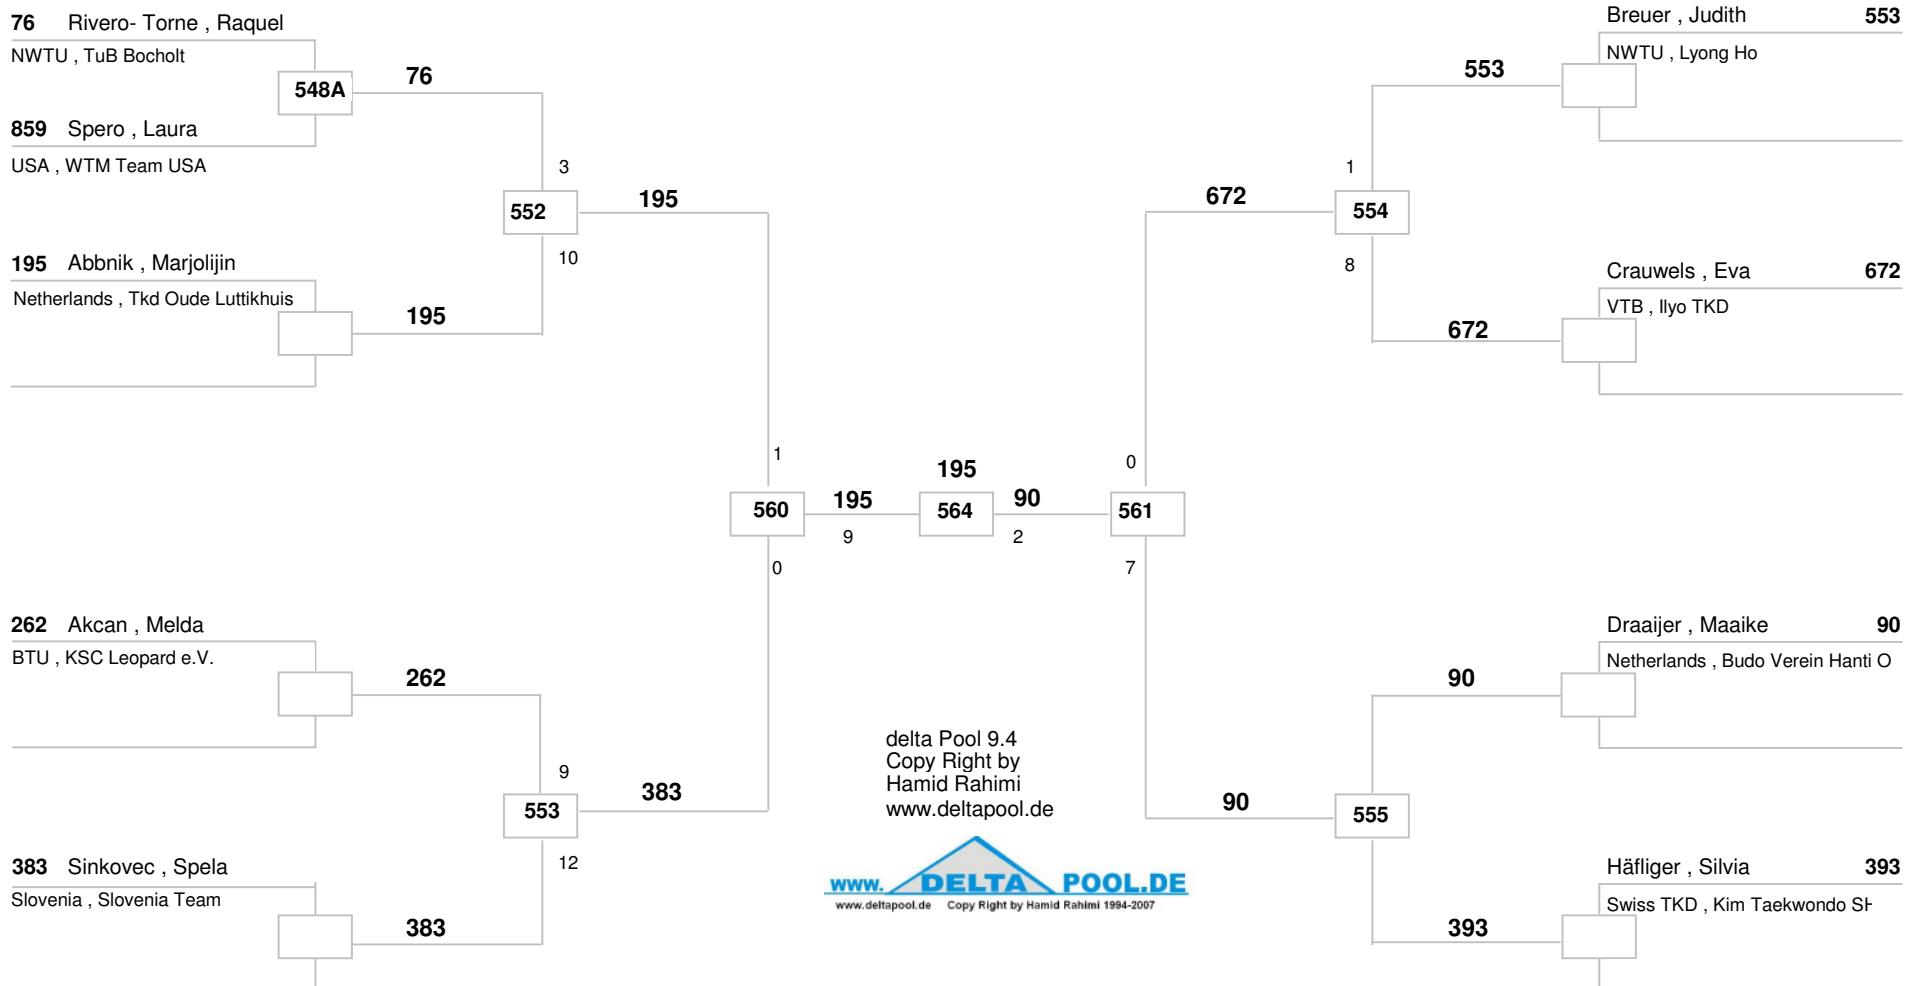 76 Rivero- Torne , Raquel
NWTU , TuB Bocholt
548A
76
859 Spero , Laura
USA , WTM Team USA
3
552
195
10
195 Abbnik , Marjolijin
Netherlands , Tkd Oude Luttikhuis
195
1
560
195
9
0
195
564
90
2
262 Akcan , Melda
BTU , KSC Leopard e.V.
262
9
553
383
12
383 Sinkovec , Spela
Slovenia , Slovenia Team
383
Breuer , Judith 553
NWTU , Lyong Ho
553
1
672
554
8
Crauwels , Eva 672
VTB , Ilyo TKD
672
0
561
7
Draaijer , Maaike 90
Netherlands , Budo Verein Hanti O
90
90
555
Häfliger , Silvia 393
Swiss TKD , Kim Taekwondo SH
393
delta Pool 9.4
Copy Right by
Hamid Rahimi
www.deltapool.de
www. DELTA POOL.DE
www.deltapool.de Copy Right by Hamid Rahimi 1994-2007